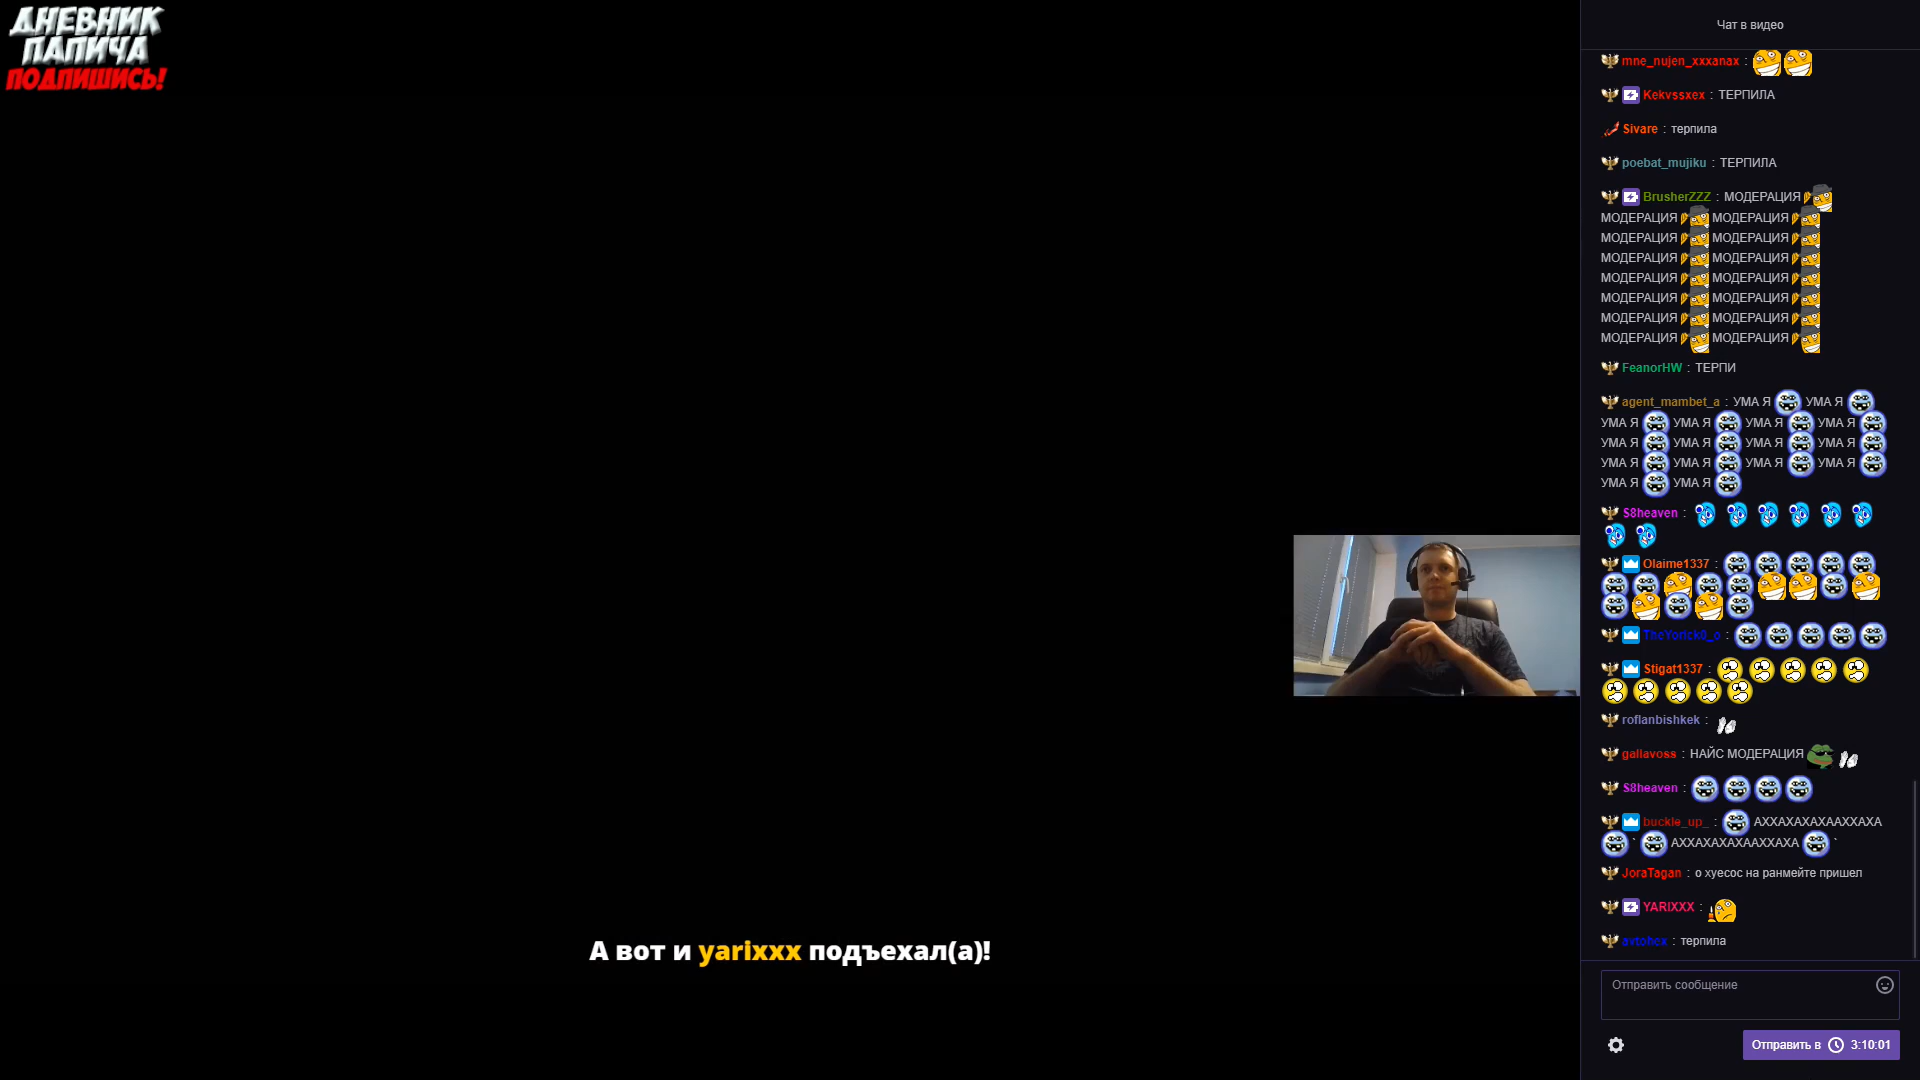 ДНЕВНИК
ПАПИЧА
ПОДПИШИСЬ!
А вот и yarixxx подъехал(а)!
Чат в видео
mne_nujen_xxxanax :
Kekvssxex : ТЕРПИЛА
Sivare : терпила
poebat_mujiku : ТЕРПИЛА
BrusherZZZ : МОДЕРАЦИЯ
МОДЕРАЦИЯ МОДЕРАЦИЯ
МОДЕРАЦИЯ МОДЕРАЦИЯ
МОДЕРАЦИЯ МОДЕРАЦИЯ
МОДЕРАЦИЯ МОДЕРАЦИЯ
МОДЕРАЦИЯ МОДЕРАЦИЯ
МОДЕРАЦИЯ МОДЕРАЦИЯ
МОДЕРАЦИЯ МОДЕРАЦИЯ
FeanorHW : ТЕРПИ
agent_mambet_a : УМА Я УМА Я
УМА Я УМА Я УМА Я УМА Я
УМА Я УМА Я УМА Я УМА Я
УМА Я УМА Я УМА Я УМА Я
УМА Я УМА Я
S8heaven :
Olaime1337 :
TheYorick0_o :
Stigat1337 :
roflanbishkek :
gallavoss : НАЙС МОДЕРАЦИЯ
S8heaven :
buckle_up_ : АХХАХАХАХААХХАХА
` АХХАХАХАХААХХАХА `
JoraTagan : о хуесос на ранмейте пришел
YARIXXX :
avtohex : терпила
Отправить сообщение
Отправить в 3:10:01